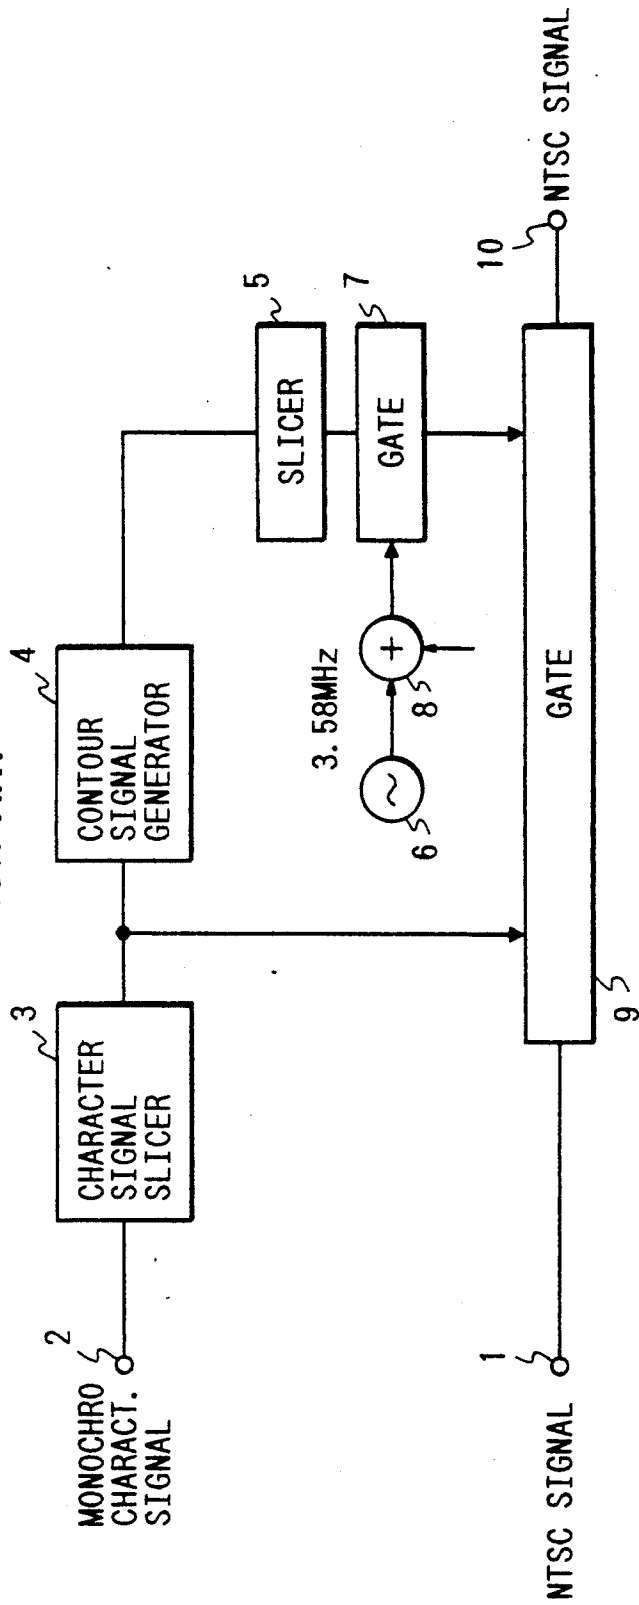 MONOCHRO
CHARACT.
SIGNAL
2
3
CHARACTER
SIGNAL
SLICER
4
CONTOUR
SIGNAL
GENERATOR
5
SLICER
7
GATE
3.58MHz
6
8
1
NTSC SIGNAL
9
GATE
10
NTSC SIGNAL